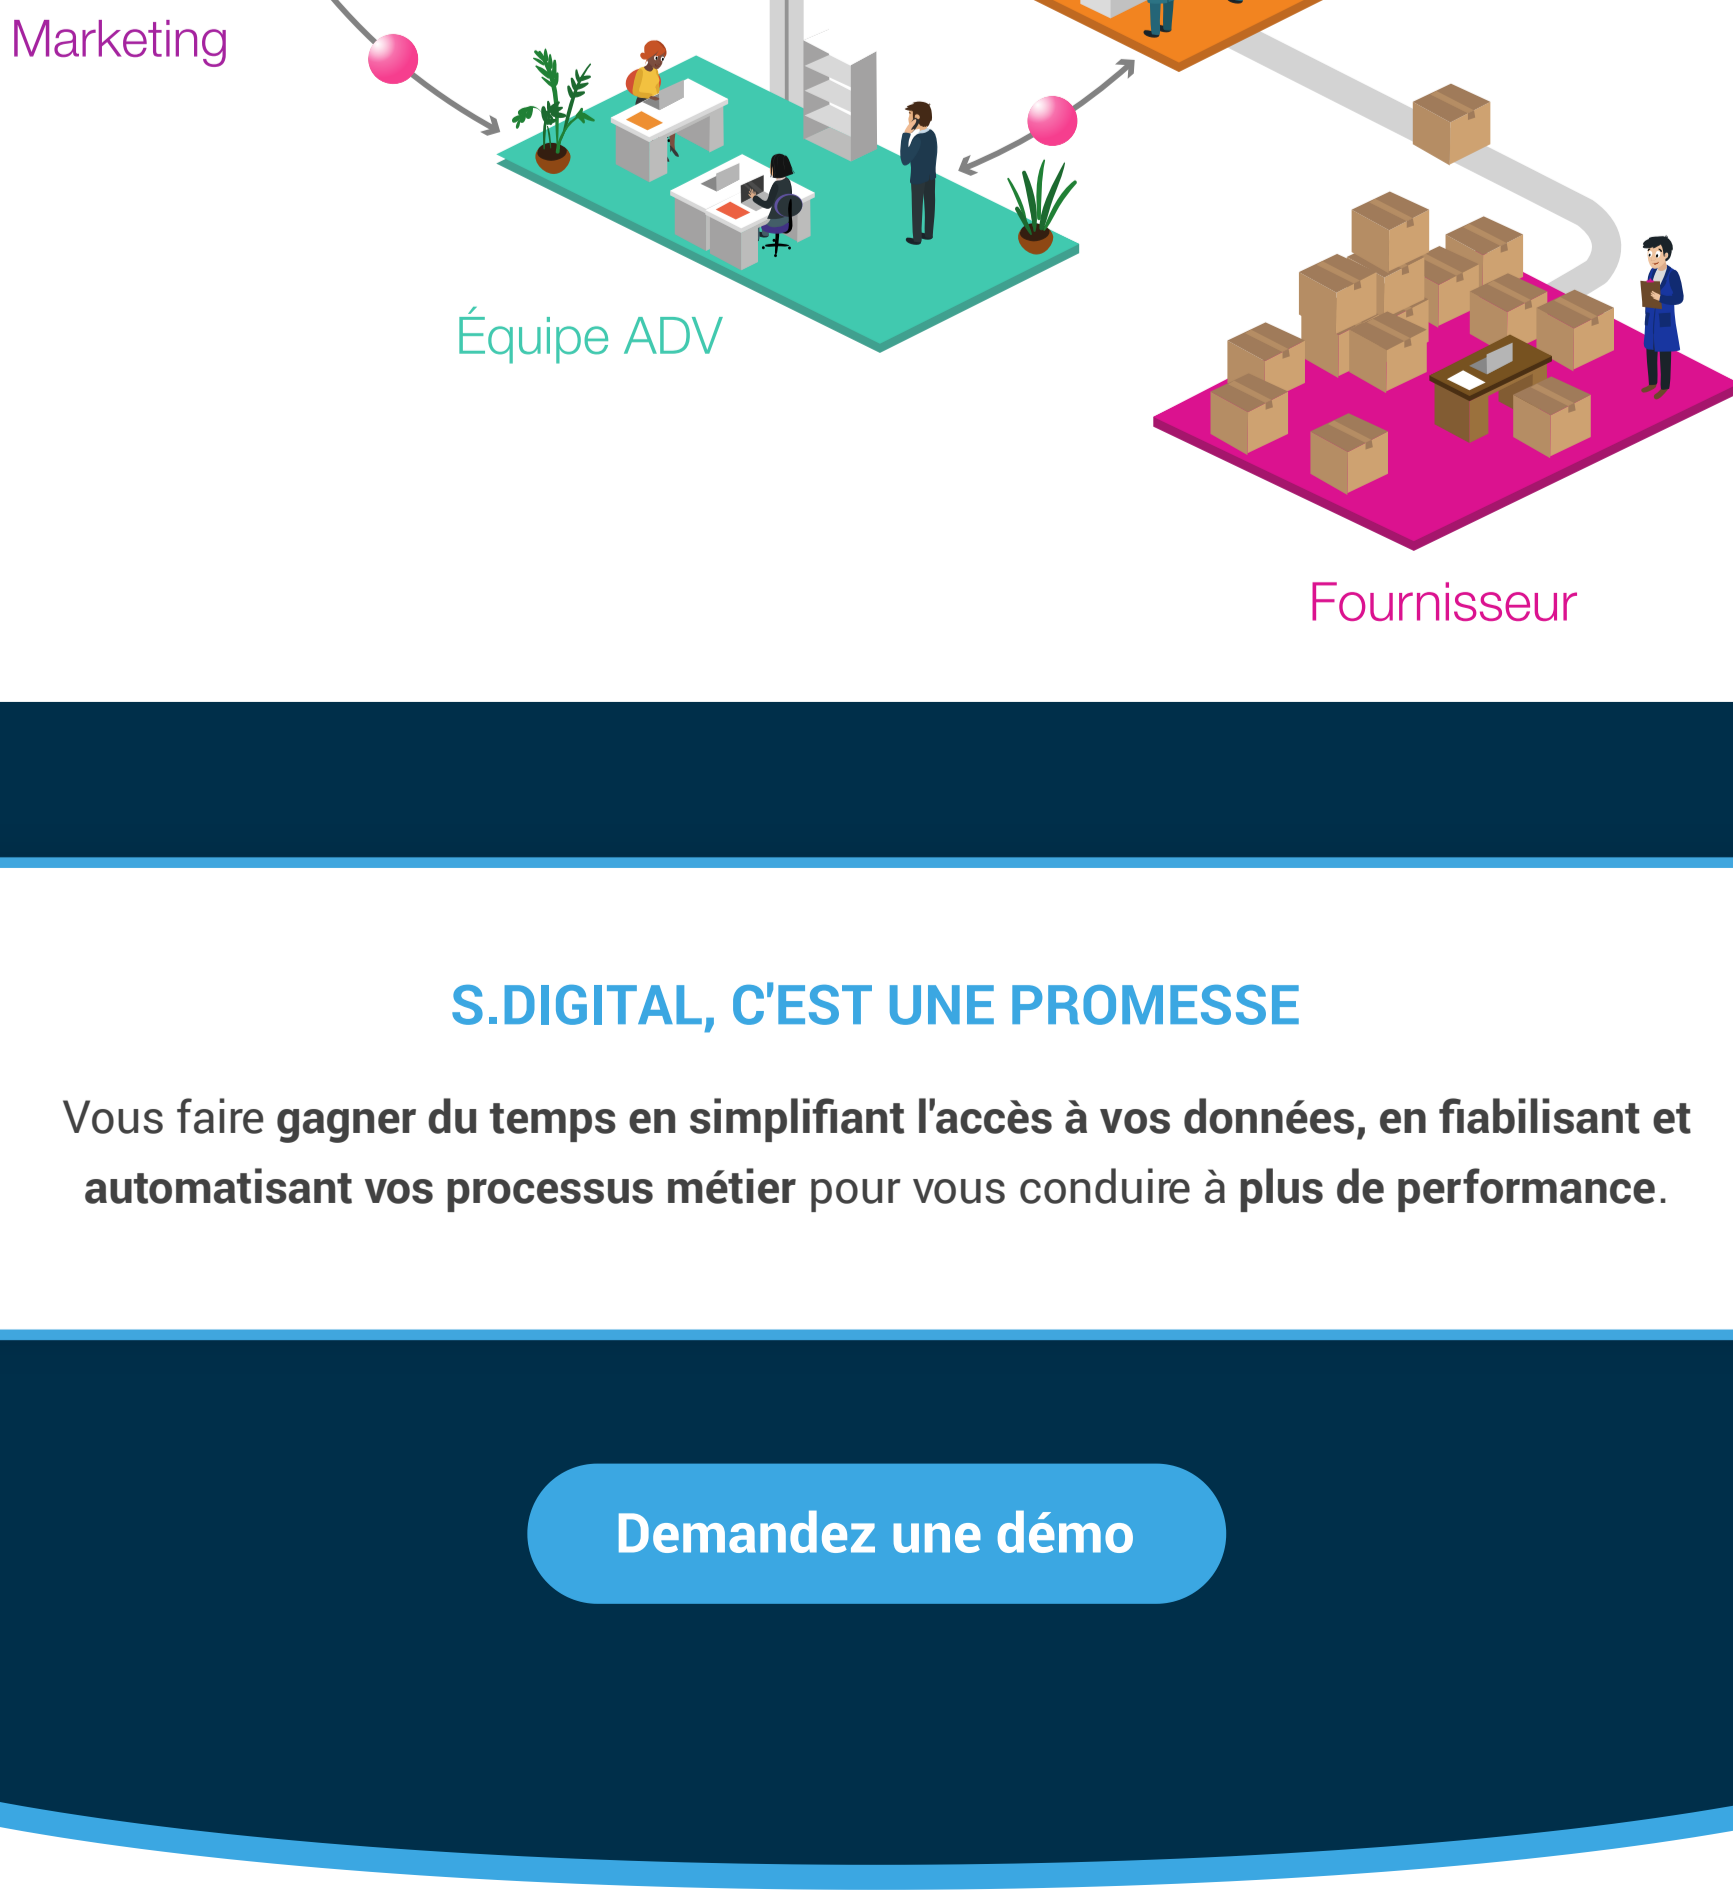 Marketing
Équipe ADV
Fournisseur
S.DIGITAL, C'EST UNE PROMESSE
Vous faire gagner du temps en simplifiant l'accès à vos données, en fiabilisant et
automatisant vos processus métier pour vous conduire à plus de performance.
Demandez une démo